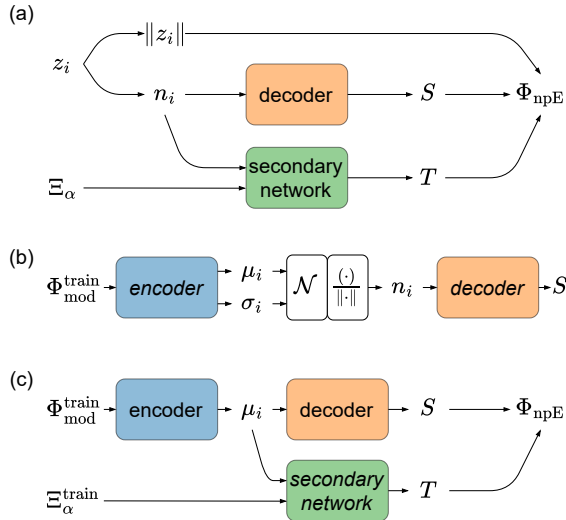 (a)
z_i ‖z_i‖
n_i decoder S Φ_npE
Ξ_α secondary network T
(b)
Φ_mod^train encoder μ_i σ_i 𝒩 (·)/‖·‖ n_i decoder S
(c)
Φ_mod^train encoder μ_i decoder S Φ_npE
Ξ_α^train secondary network T